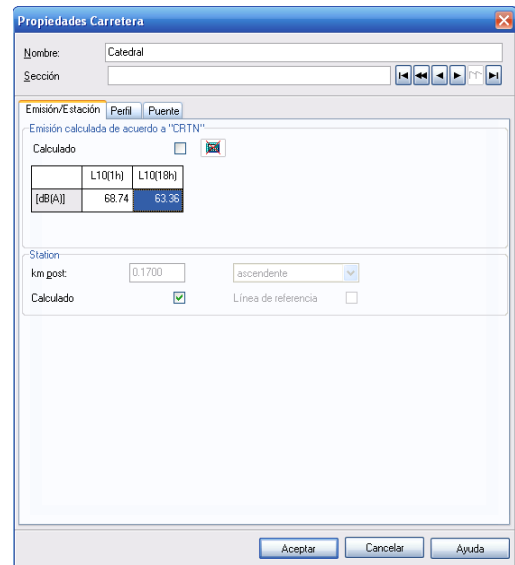 Propiedades Carretera
Nombre: Catedral
Sección
Emisión/Estación Perfil Puente
Emisión calculada de acuerdo a "CRTN"
Calculado
L10(1h) L10(18h)
[dB(A)] 68.74 63.36
Station
km post: 0.1700 ascendente
Calculado Línea de referencia
Aceptar Cancelar Ayuda